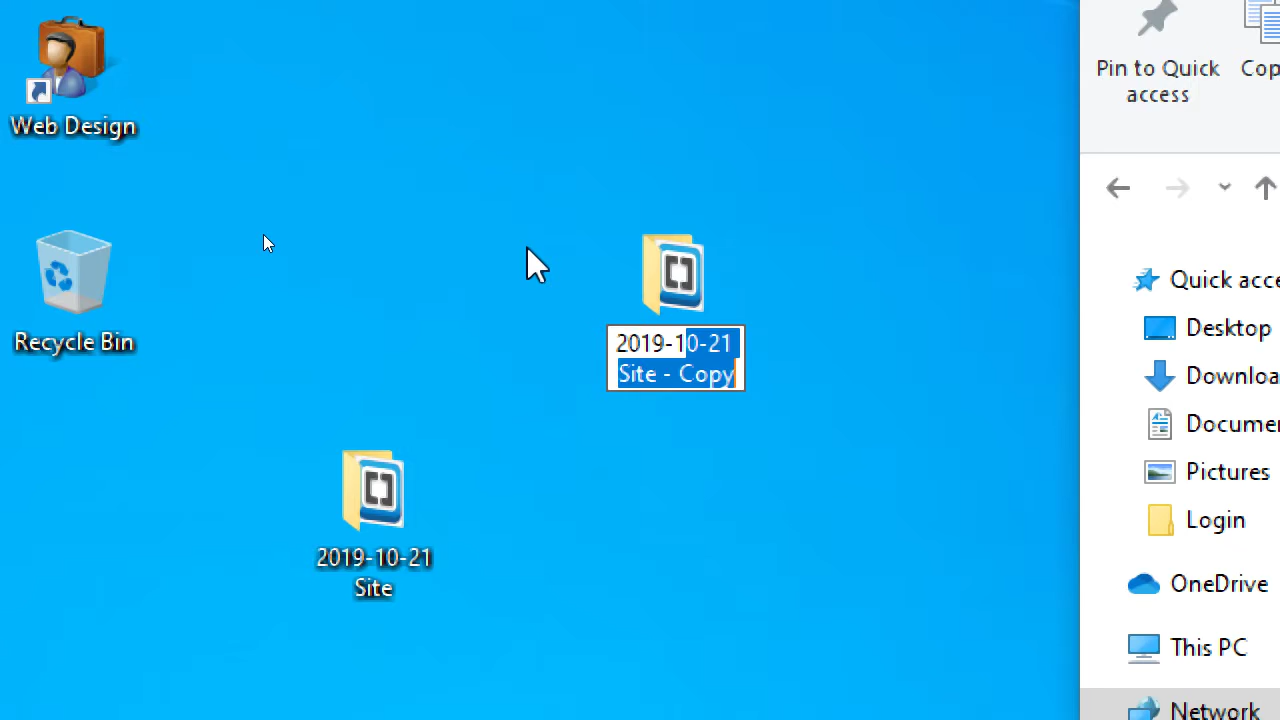 Web Design
Recycle Bin
2019-10-21
Site - Copy
2019-10-21
Site
Pin to Quick
access
Cop
Quick acce
Desktop
Downloa
Documen
Pictures
Login
OneDrive
This PC
Network